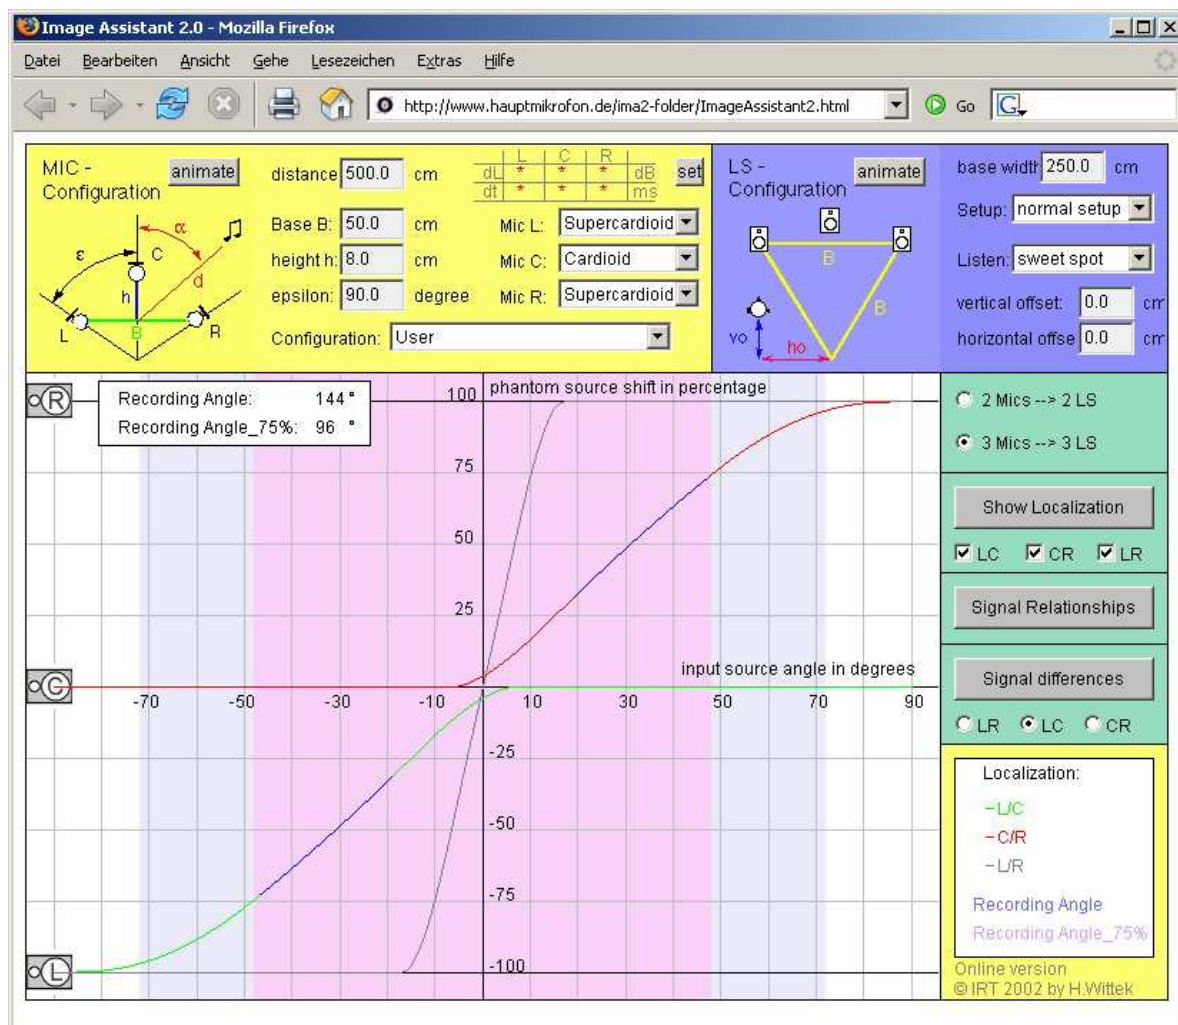 Image Assistant 2.0 - Mozilla Firefox
Datei Bearbeiten Ansicht Gehe Lesezeichen Extras Hilfe
http://www.hauptmikrofon.de/ima2-folder/ImageAssistant2.html Go G
MIC - Configuration
animate
ε α C d h L B R
distance 500.0 cm
L C R
dL * * * dB
dt * * * ms
set
Base B: 50.0 cm
height h: 8.0 cm
epsilon: 90.0 degree
Mic L: Supercardioid
Mic C: Cardioid
Mic R: Supercardioid
Configuration: User
LS - Configuration
animate
B B vo ho
base width 250.0 cm
Setup: normal setup
Listen: sweet spot
vertical offset: 0.0 cm
horizontal offse 0.0 cm
R
Recording Angle: 144 °
Recording Angle_75%: 96 °
100 phantom source shift in percentage
75
50
25
C
input source angle in degrees
-70 -50 -30 -10 10 30 50 70 90
-25
-50
-75
L
-100
2 Mics --> 2 LS
3 Mics --> 3 LS
Show Localization
LC CR LR
Signal Relationships
Signal differences
LR LC CR
Localization:
– L/C
– C/R
– L/R
Recording Angle
Recording Angle_75%
Online version
© IRT 2002 by H.Wittek